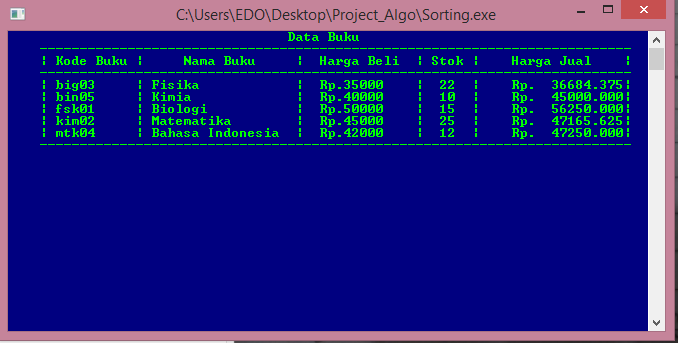 C:\Users\EDO\Desktop\Project_Algo\Sorting.exe
Data Buku
¦ Kode Buku ¦ Nama Buku ¦ Harga Beli ¦ Stok ¦ Harga Jual ¦
¦ big03 ¦ Fisika ¦ Rp.35000 ¦ 22 ¦ Rp. 36684.375¦
¦ bin05 ¦ Kimia ¦ Rp.40000 ¦ 10 ¦ Rp. 45000.000¦
¦ fsk01 ¦ Biologi ¦ Rp.50000 ¦ 15 ¦ Rp. 56250.000¦
¦ kim02 ¦ Matematika ¦ Rp.45000 ¦ 25 ¦ Rp. 47165.625¦
¦ mtk04 ¦ Bahasa Indonesia ¦ Rp.42000 ¦ 12 ¦ Rp. 47250.000¦